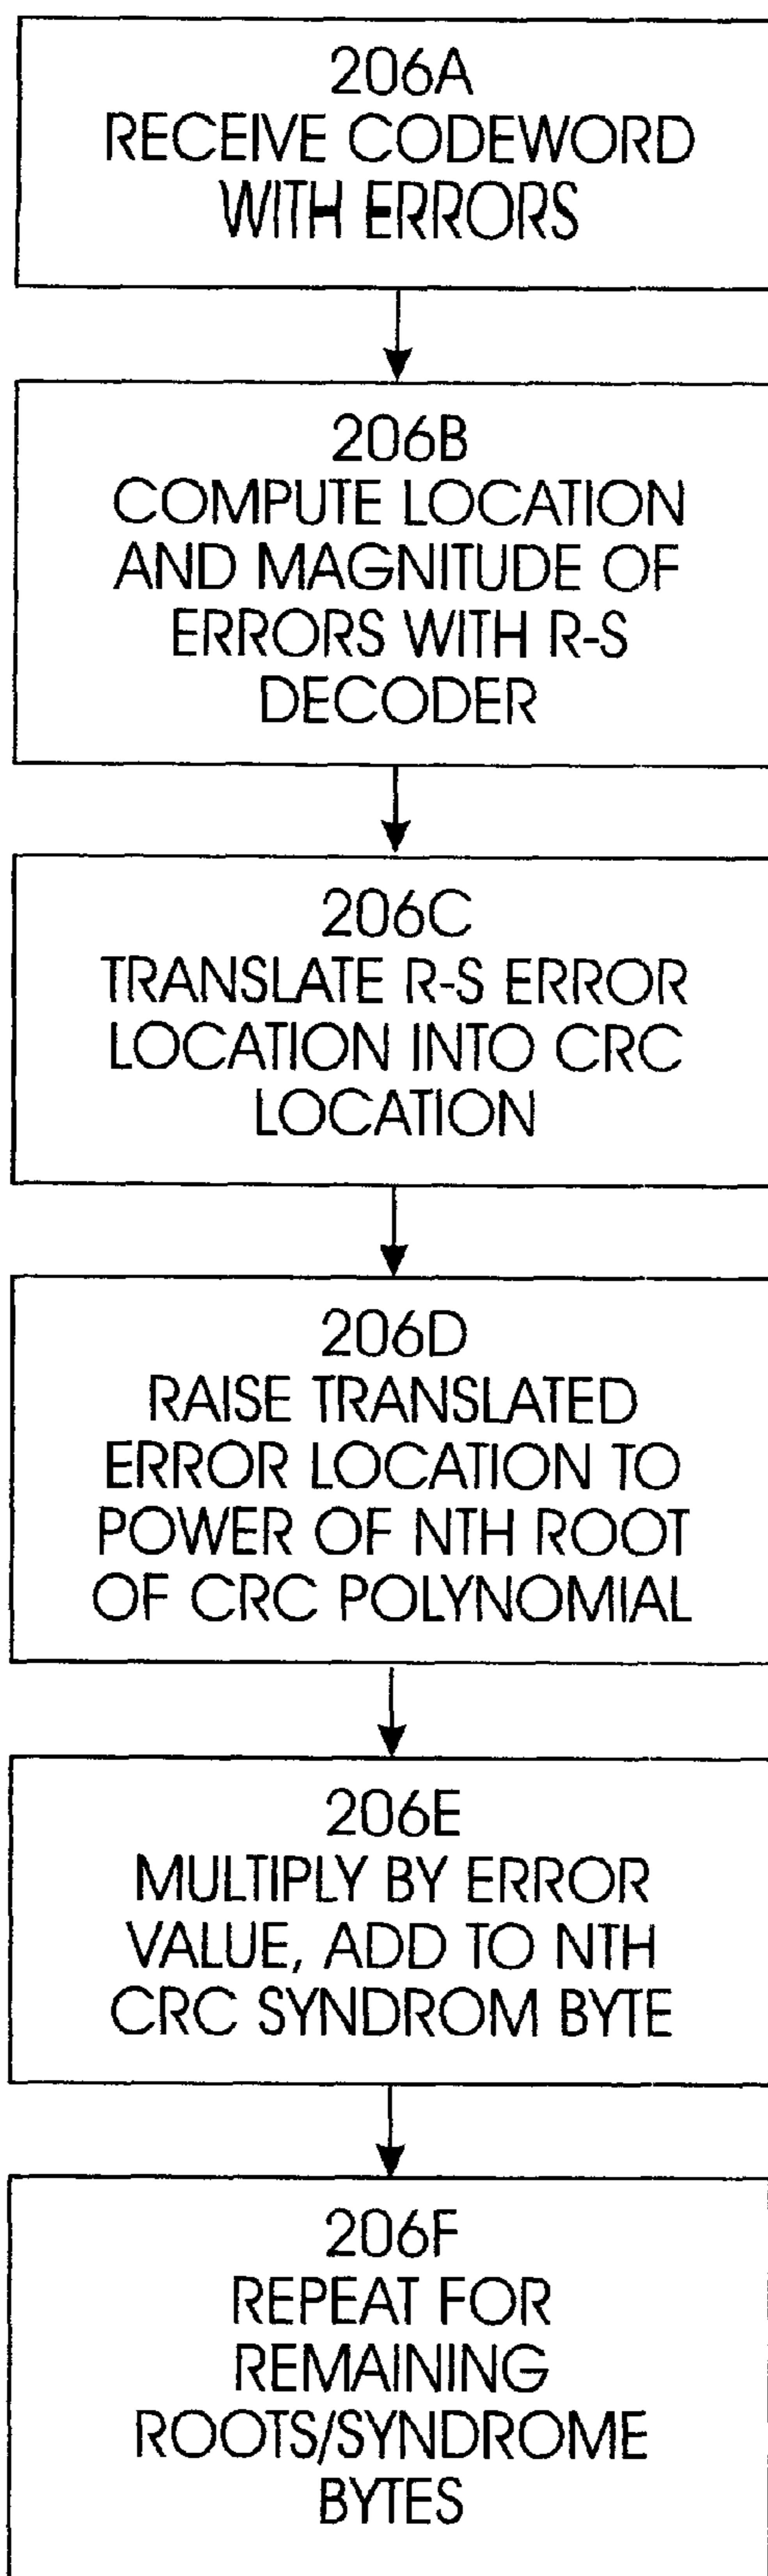 206A
RECEIVE CODEWORD
WITH ERRORS
206B
COMPUTE LOCATION
AND MAGNITUDE OF
ERRORS WITH R-S
DECODER
206C
TRANSLATE R-S ERROR
LOCATION INTO CRC
LOCATION
206D
RAISE TRANSLATED
ERROR LOCATION TO
POWER OF NTH ROOT
OF CRC POLYNOMIAL
206E
MULTIPLY BY ERROR
VALUE, ADD TO NTH
CRC SYNDROM BYTE
206F
REPEAT FOR
REMAINING
ROOTS/SYNDROME
BYTES